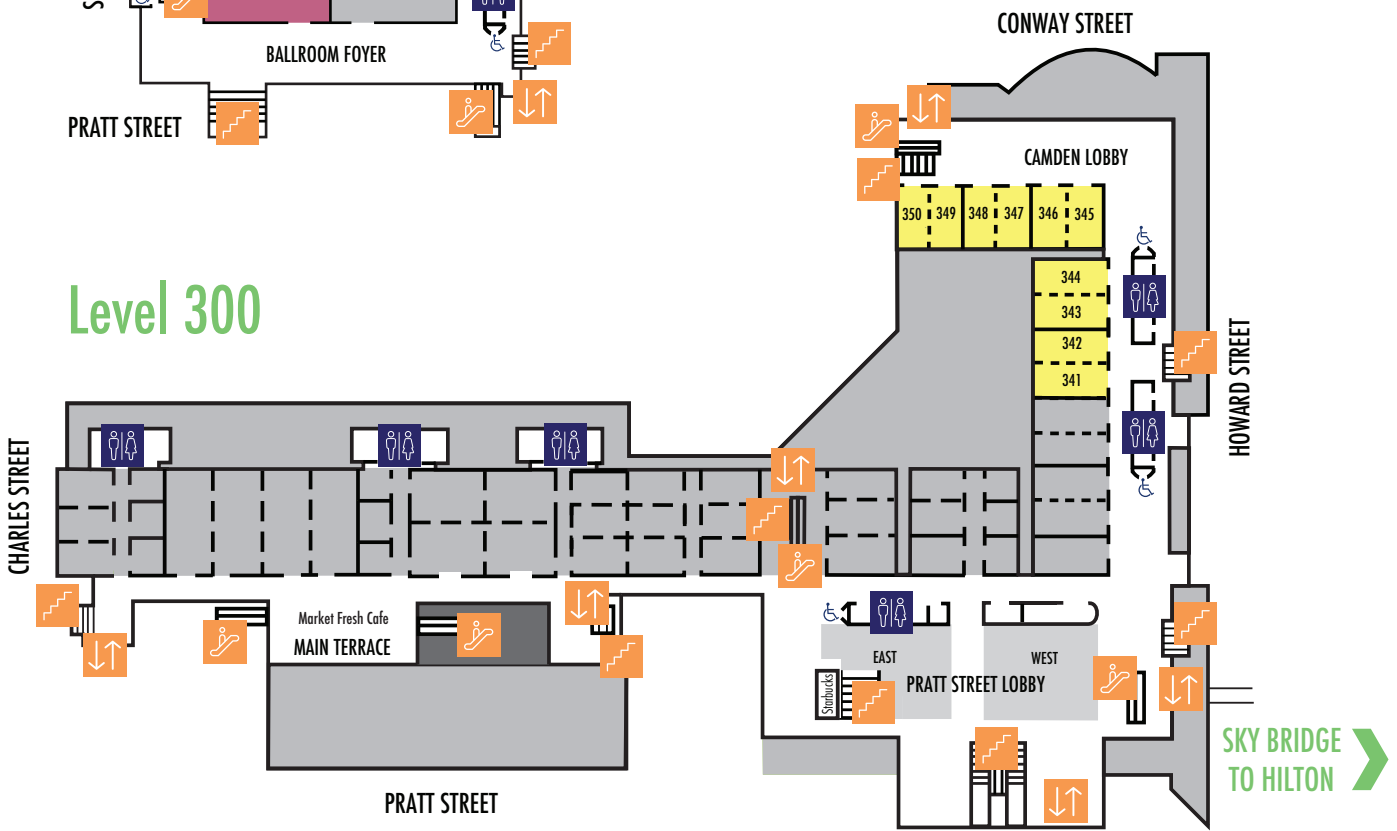 S
BALLROOM FOYER
PRATT STREET
CONWAY STREET
CAMDEN LOBBY
350 349 348 347 346 345
344
343
342
341
Level 300
HOWARD STREET
CHARLES STREET
Market Fresh Cafe
MAIN TERRACE
EAST
WEST
PRATT STREET LOBBY
Starbucks
SKY BRIDGE
TO HILTON
PRATT STREET